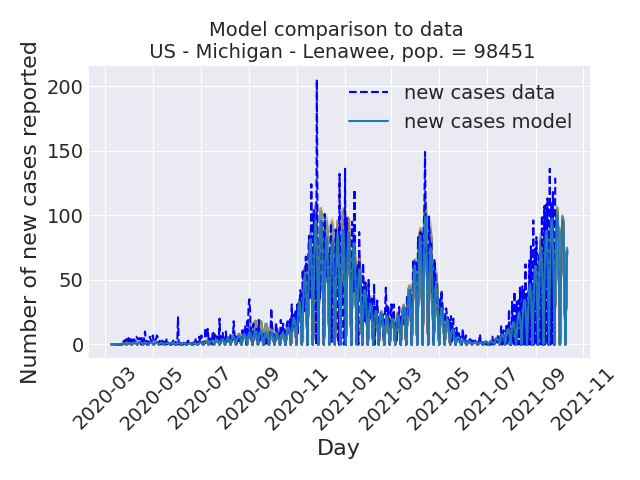 Model comparison to data
US - Michigan - Lenawee, pop. = 98451
Number of new cases reported
200
150
100
50
0
new cases data
new cases model
2020-03
2020-05
2020-07
2020-09
2020-11
2021-01
2021-03
2021-05
2021-07
2021-09
2021-11
Day